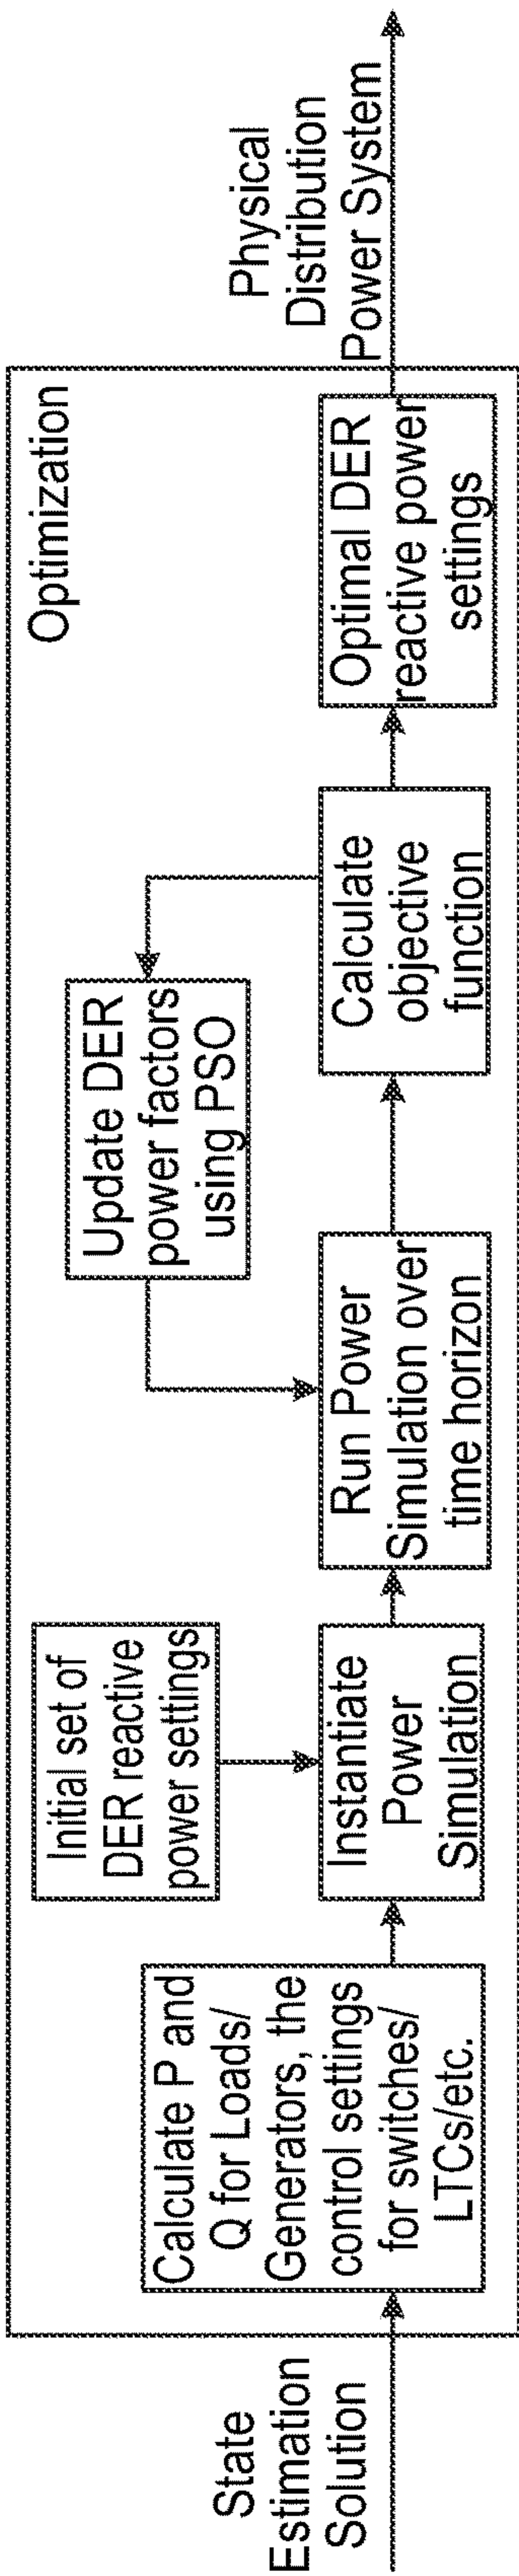 State
Estimation
Solution
Optimization
Calculate P and
Q for Loads/
Generators, the
control settings
for switches/
LTCs/etc.
Initial set of
DER reactive
power settings
Instantiate
Power
Simulation
Run Power
Simulation over
time horizon
Update DER
power factors
using PSO
Calculate
objective
function
Optimal DER
reactive power
settings
Physical
Distribution
Power System